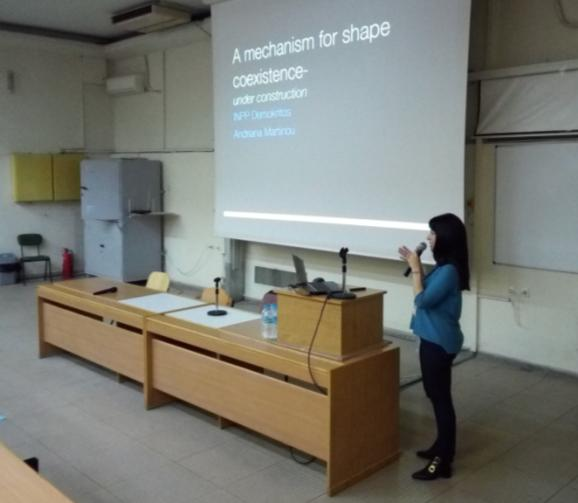 A mechanism for shape
coexistence-
under construction
INPP Demokritos
Andriana Martinou